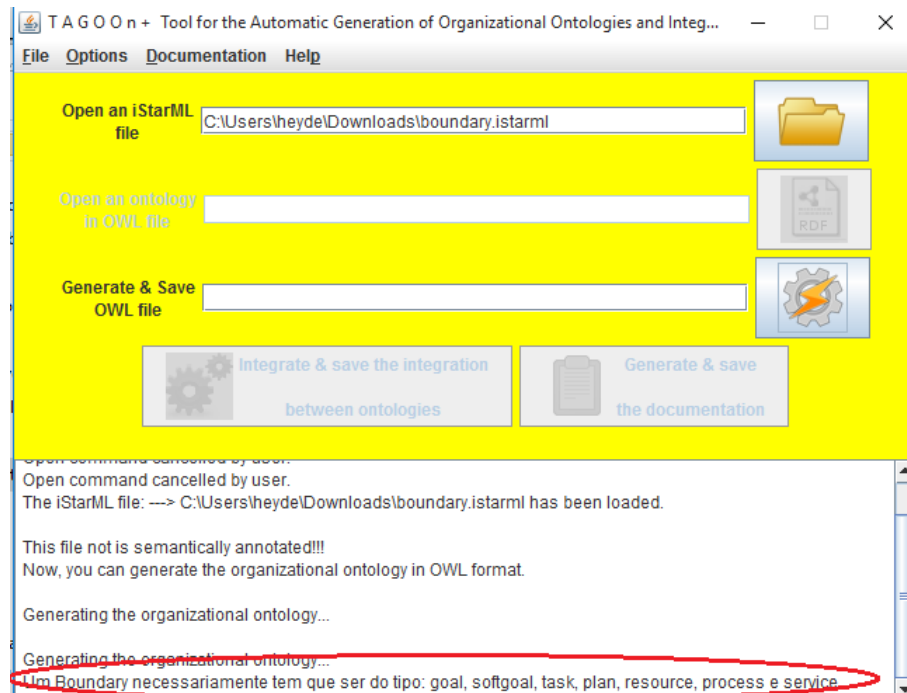 T A G O O n + Tool for the Automatic Generation of Organizational Ontologies and Integ...
File Options Documentation Help
Open an iStarML
file
C:\Users\heyde\Downloads\boundary.istarml
Open an ontology
in OWL file
RDF
Generate & Save
OWL file
Integrate & save the integration
between ontologies
Generate & save
the documentation
Open command cancelled by user.
Open command cancelled by user.
The iStarML file: ---> C:\Users\heyde\Downloads\boundary.istarml has been loaded.
This file not is semantically annotated!!!
Now, you can generate the organizational ontology in OWL format.
Generating the organizational ontology...
Generating the organizational ontology...
Um Boundary necessariamente tem que ser do tipo: goal, softgoal, task, plan, resource, process e service